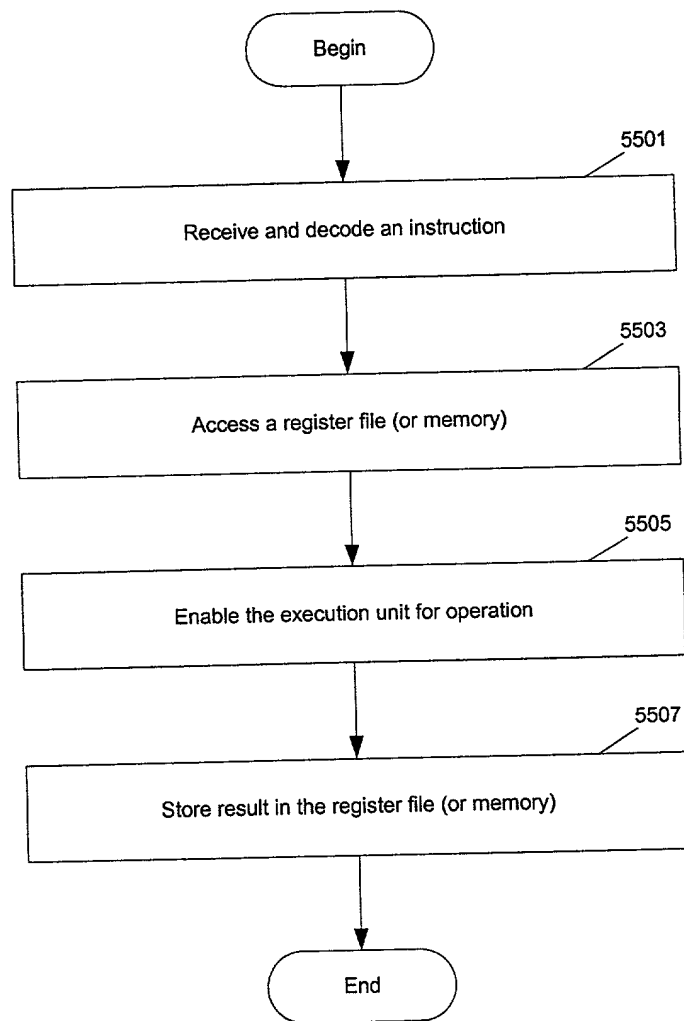 Begin
5501
Receive and decode an instruction
5503
Access a register file (or memory)
5505
Enable the execution unit for operation
5507
Store result in the register file (or memory)
End